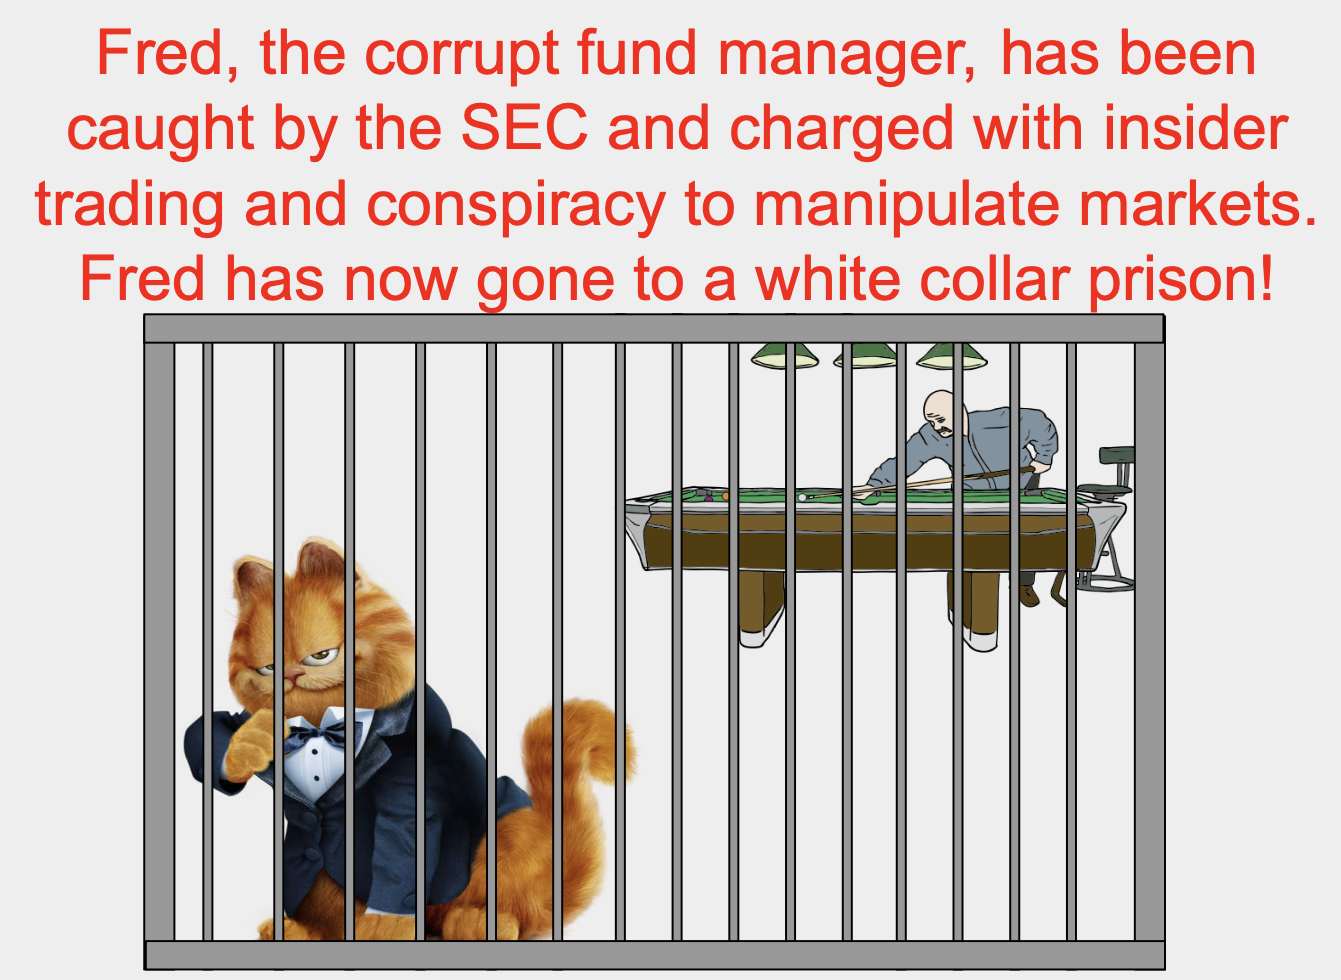 Fred, the corrupt fund manager, has been
caught by the SEC and charged with insider
trading and conspiracy to manipulate markets.
Fred has now gone to a white collar prison!